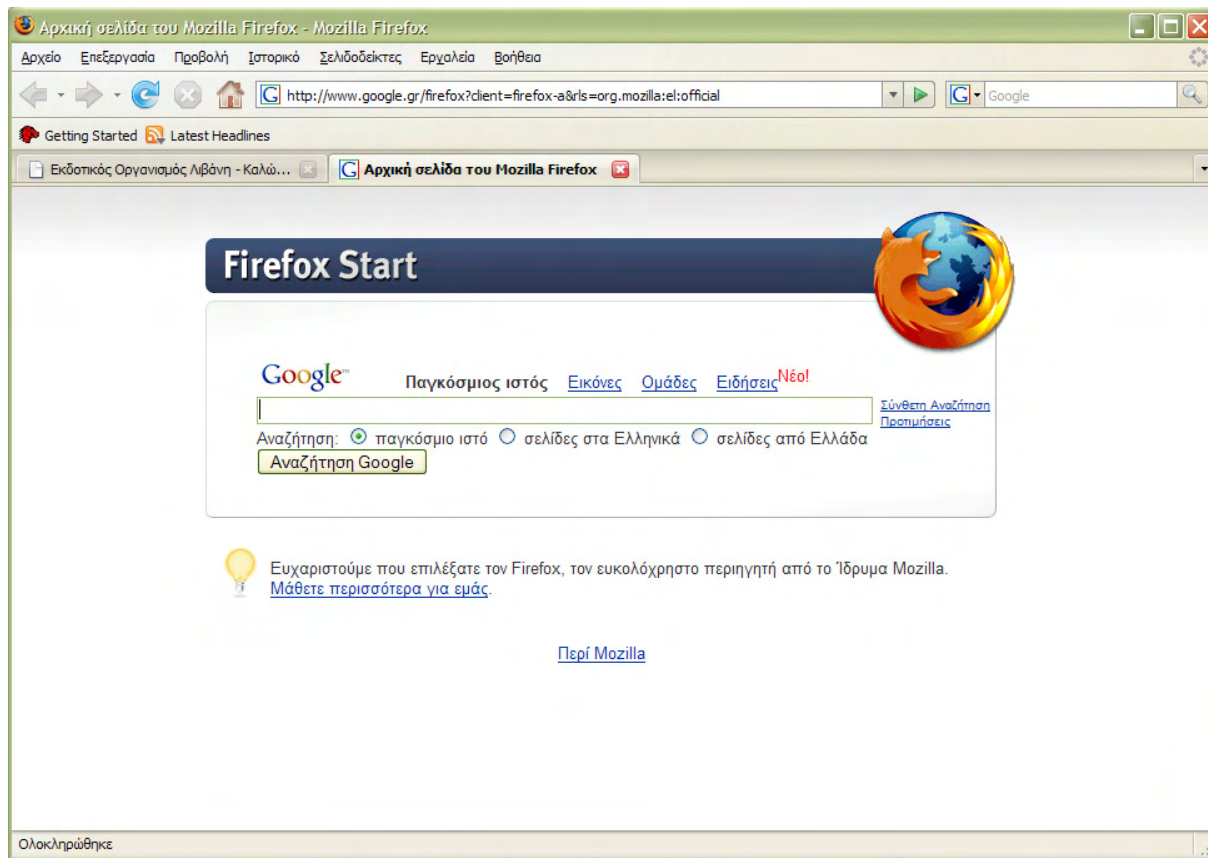 Αρχική σελίδα του Mozilla Firefox - Mozilla Firefox
Αρχείο Επεξεργασία Προβολή Ιστορικό Σελιδοδείκτες Εργαλεία Βοήθεια
http://www.google.gr/firefox?client=firefox-a&rls=org.mozilla:el:official G Google
Getting Started Latest Headlines
Εκδοτικός Οργανισμός Λιβάνη - Καλώ... G Αρχική σελίδα του Mozilla Firefox
Firefox Start
Google™ Παγκόσμιος ιστός Εικόνες Ομάδες Ειδήσεις Νέο!
Σύνθετη Αναζήτηση
Προτιμήσεις
Αναζήτηση: παγκόσμιο ιστό σελίδες στα Ελληνικά σελίδες από Ελλάδα
Αναζήτηση Google
Ευχαριστούμε που επιλέξατε τον Firefox, τον ευκολόχρηστο περιηγητή από το Ίδρυμα Mozilla.
Μάθετε περισσότερα για εμάς.
Περί Mozilla
Ολοκληρώθηκε